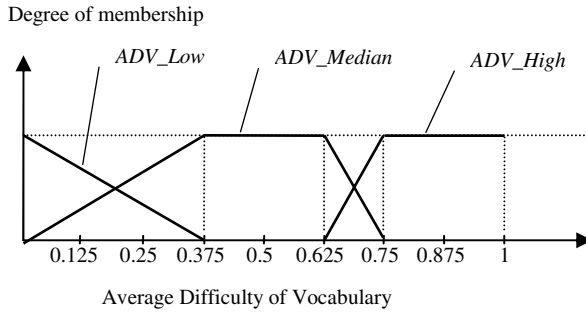 Degree of membership
ADV_Low ADV_Median ADV_High
0.125 0.25 0.375 0.5 0.625 0.75 0.875 1
Average Difficulty of Vocabulary